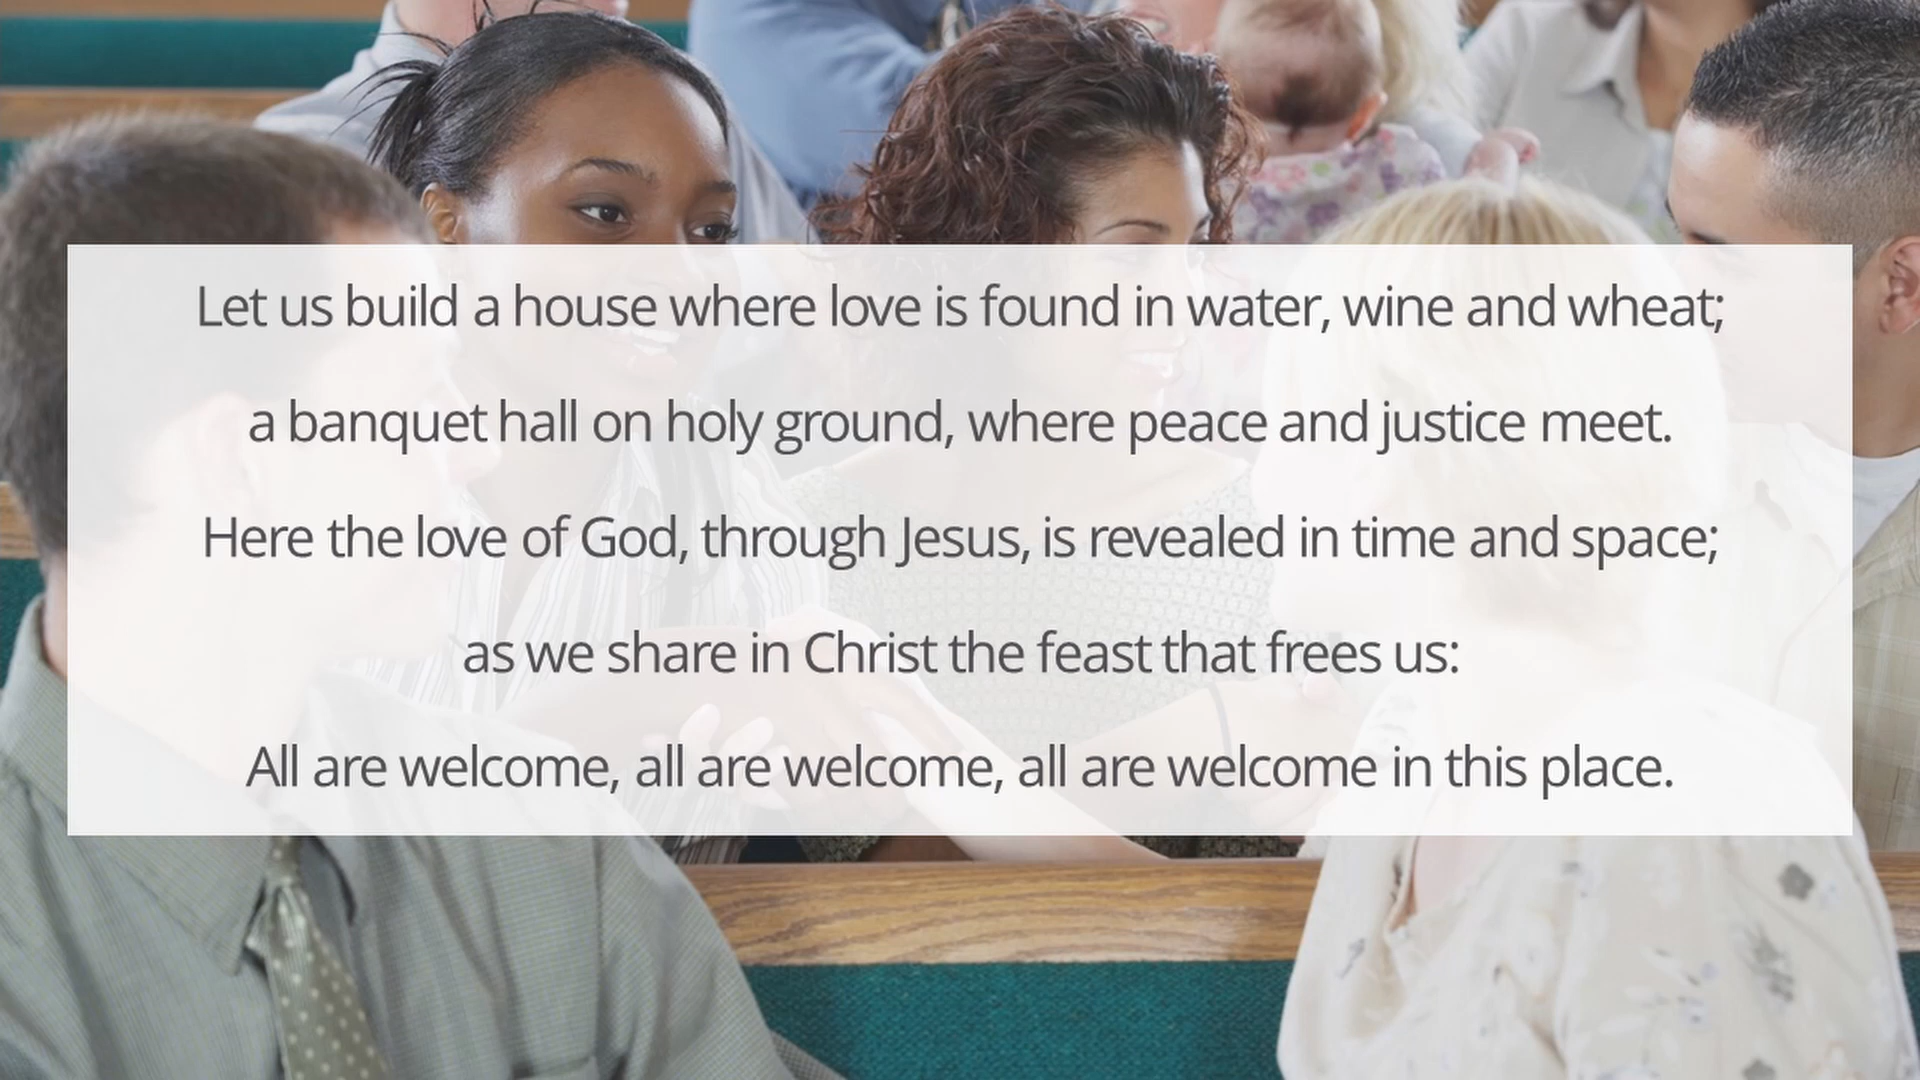 Let us build a house where love is found in water, wine and wheat;
a banquet hall on holy ground, where peace and justice meet.
Here the love of God, through Jesus, is revealed in time and space;
as we share in Christ the feast that frees us:
All are welcome, all are welcome, all are welcome in this place.